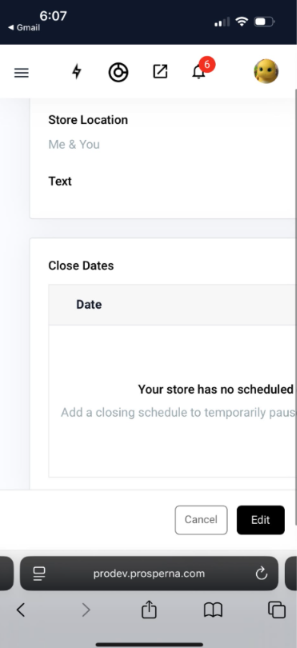 6:07
◀ Gmail
6
Store Location
Me & You
Text
Close Dates
Date
Your store has no scheduled
Add a closing schedule to temporarily paus
Cancel
Edit
prodev.prosperna.com